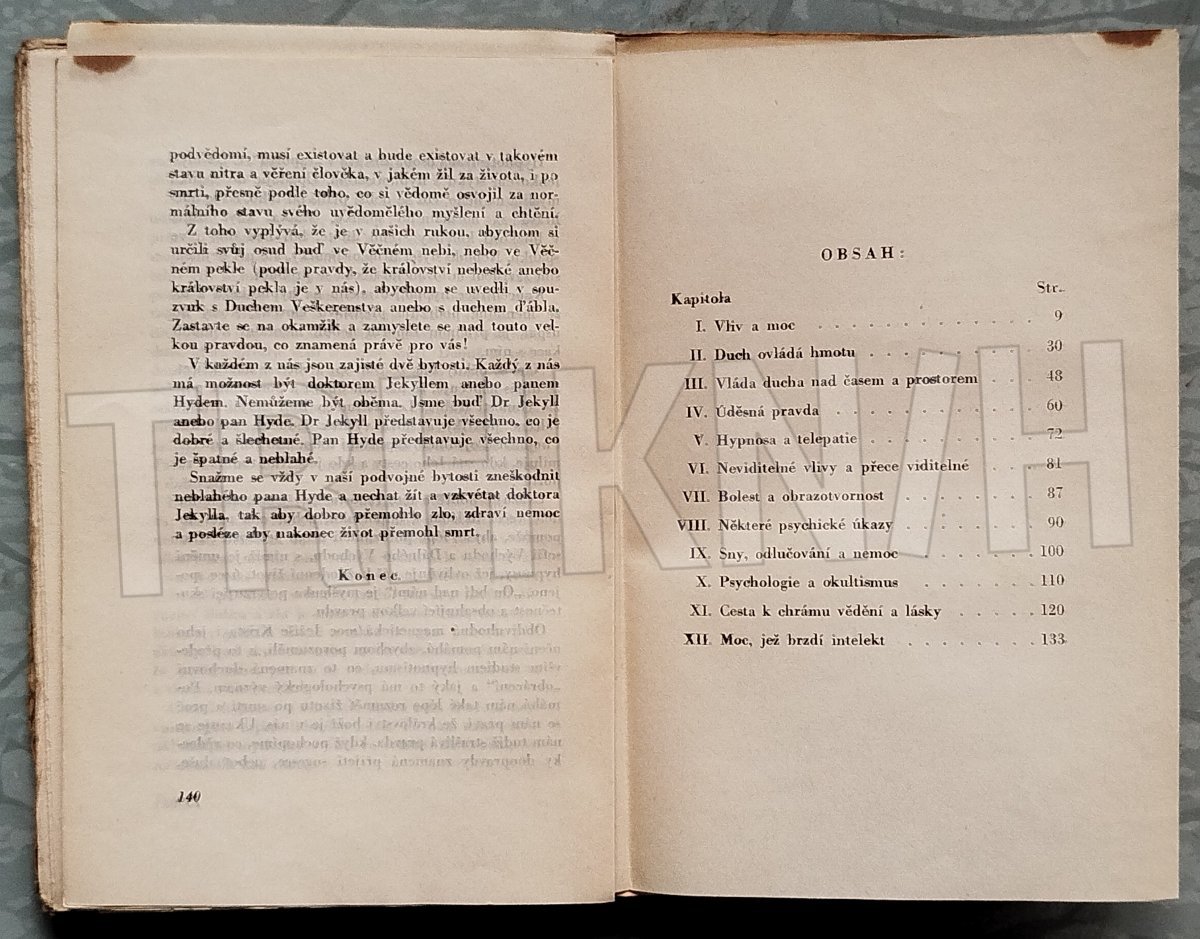 podvědomí, musí existovat a bude existovat v takovém
stavu nitra a věření člověka, v jakém žil za života, i po
smrti, přesně podle toho, co si vědomě osvojil za nor-
málního stavu svého uvědomělého myšlení a chtění.
Z toho vyplývá, že je v našich rukou, abychom si
určili svůj osud buď ve Věčném nebi, nebo ve Věč-
ném pekle (podle pravdy, že království nebeské anebo
království pekla je v nás), abychom se uvedli v sou-
zvuk s Duchem Veškerenstva anebo s duchem ďábla.
Zastavte se na okamžik a zamyslete se nad touto vel-
kou pravdou, co znamená právě pro vás!
V každém z nás jsou zajisté dvě bytosti. Každý z nás
má možnost být doktorem Jekyllem anebo panem
Hydem. Nemůžeme být oběma. Jsme buď Dr Jekyll
anebo pan Hyde. Dr Jekyll představuje všechno, co je
dobré a šlechetné. Pan Hyde představuje všechno, co
je špatné a neblahé.
Snažme se vždy v naší podvojné bytosti zneškodnit
neblahého pana Hyde a nechat žít a vzkvétat doktora
Jekylla, tak aby dobro přemohlo zlo, zdraví nemoc
a posléze aby nakonec život přemohl smrt.
Konec
140
OBSAH:
Kapitola Str.
I. Vliv a moc . . . . . . . . . . . . 9
II. Duch ovládá hmotu . . . . . . . . . 30
III. Vláda ducha nad časem a prostorem . . . 48
IV. Úděsná pravda . . . . . . . . . . . 60
V. Hypnosa a telepatie . . . . . . . . . 72
VI. Neviditelné vlivy a přece viditelné . . . 81
VII. Bolest a obrazotvornost . . . . . . . 87
VIII. Některé psychické úkazy . . . . . . . 90
IX. Sny, odlučování a nemoc . . . . . . 100
X. Psychologie a okultismus . . . . . . 110
XI. Cesta k chrámu vědění a lásky . . . . . 120
XII. Moc, jež brzdí intelekt . . . . . . . . 133